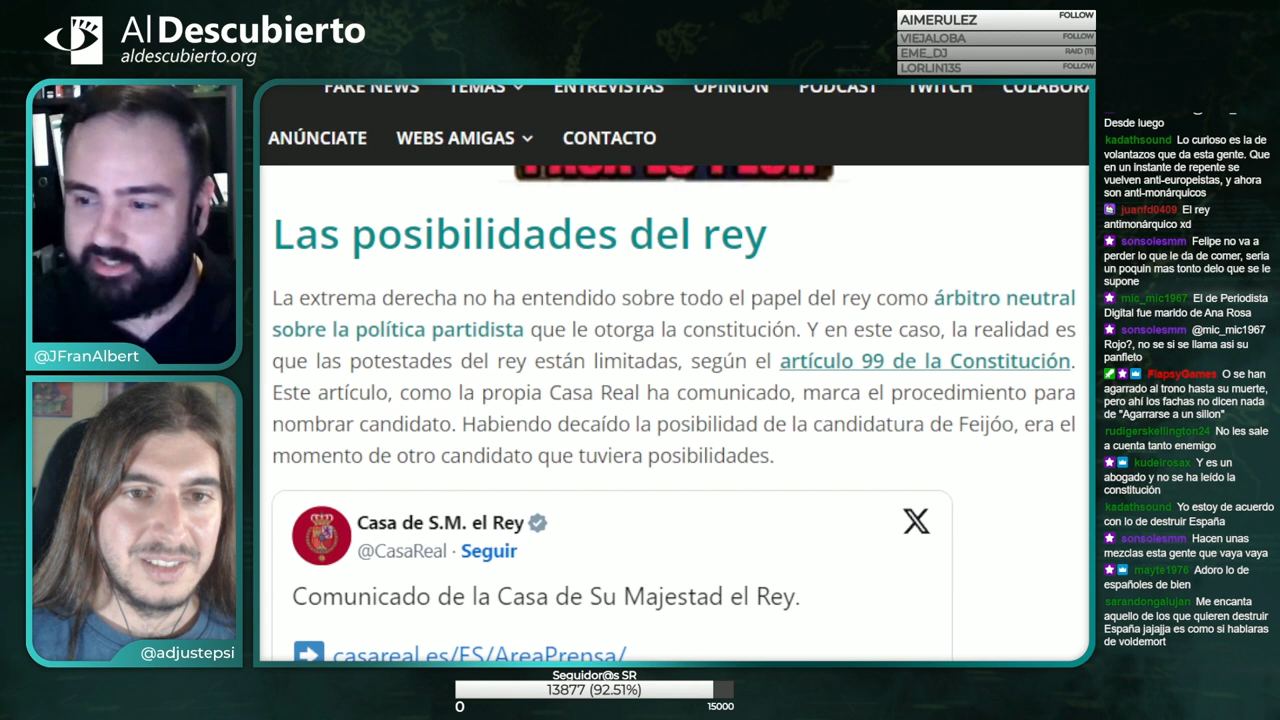 Al Descubierto
aldescubierto.org
AIMERULEZ FOLLOW
VIEJALOBA FOLLOW
EME_DJ RAID (11)
LORLIN135 FOLLOW
@JFranAlbert
@adjustepsi
FAKE NEWS TEMAS ENTREVISTAS OPINIÓN PODCAST TWITCH COLABORA
ANÚNCIATE WEBS AMIGAS CONTACTO
Las posibilidades del rey
La extrema derecha no ha entendido sobre todo el papel del rey como árbitro neutral
sobre la política partidista que le otorga la constitución. Y en este caso, la realidad es
que las potestades del rey están limitadas, según el artículo 99 de la Constitución.
Este artículo, como la propia Casa Real ha comunicado, marca el procedimiento para
nombrar candidato. Habiendo decaído la posibilidad de la candidatura de Feijóo, era el
momento de otro candidato que tuviera posibilidades.
Casa de S.M. el Rey
@CasaReal · Seguir
Comunicado de la Casa de Su Majestad el Rey.
casareal.es/ES/AreaPrensa/
Desde luego
kadathsound Lo curioso es la de
volantazos que da esta gente. Que
en un instante de repente se
vuelven anti-europeistas, y ahora
son anti-monárquicos
juanfd0409 El rey
antimonárquico xd
sonsolesmm Felipe no va a
perder lo que le da de comer, seria
un poquin mas tonto delo que se le
supone
mic_mic1967 El de Periodista
Digital fue marido de Ana Rosa
sonsolesmm @mic_mic1967
Rojo?, no se si se llama asi su
panfleto
FlapsyGames O se han
agarrado al trono hasta su muerte,
pero ahí los fachas no dicen nada
de "Agarrarse a un sillon"
rudigerskellington24 No les sale
a cuenta tanto enemigo
kudelrosax Y es un
abogado y no se ha leído la
constitución
kadathsound Yo estoy de acuerdo
con lo de destruir España
sonsolesmm Hacen unas
mezclas esta gente que vaya vaya
mayte1976 Adoro lo de
españoles de bien
sarandongalujan Me encanta
aquello de los que quieren destruir
España jajajja es como si hablaras
de voldemort
Seguidor@s SR
13877 (92.51%)
0 15000